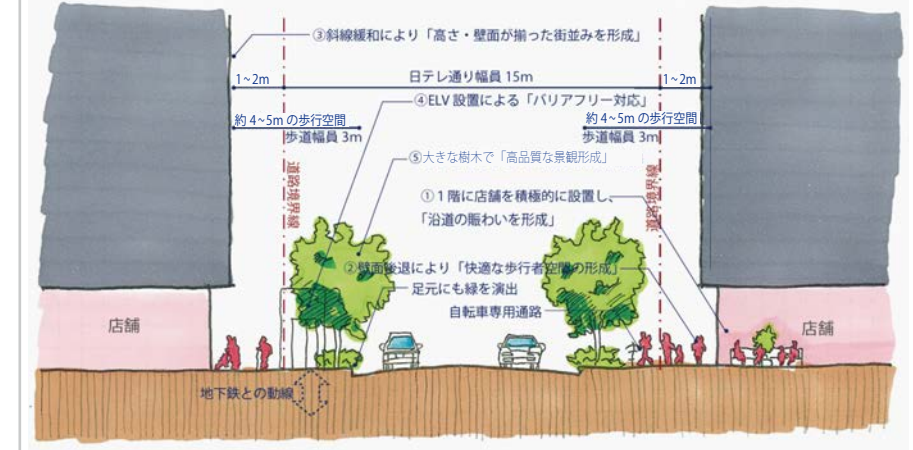 ③斜線緩和により「高さ・壁面が揃った街並みを形成」
1~2m
日テレ通り幅員 15m
1~2m
④ELV 設置による「バリアフリー対応」
約 4~5m の歩行空間
約 4~5m の歩行空間
歩道幅員 3m
歩道幅員 3m
⑤大きな樹木で「高品質な景観形成」
道路境界線
道路境界線
①1 階に店舗を積極的に設置し、
「沿道の賑わいを形成」
②壁面後退により「快適な歩行者空間の形成」
足元にも緑を演出
自転車専用通路
店舗
店舗
地下鉄との動線